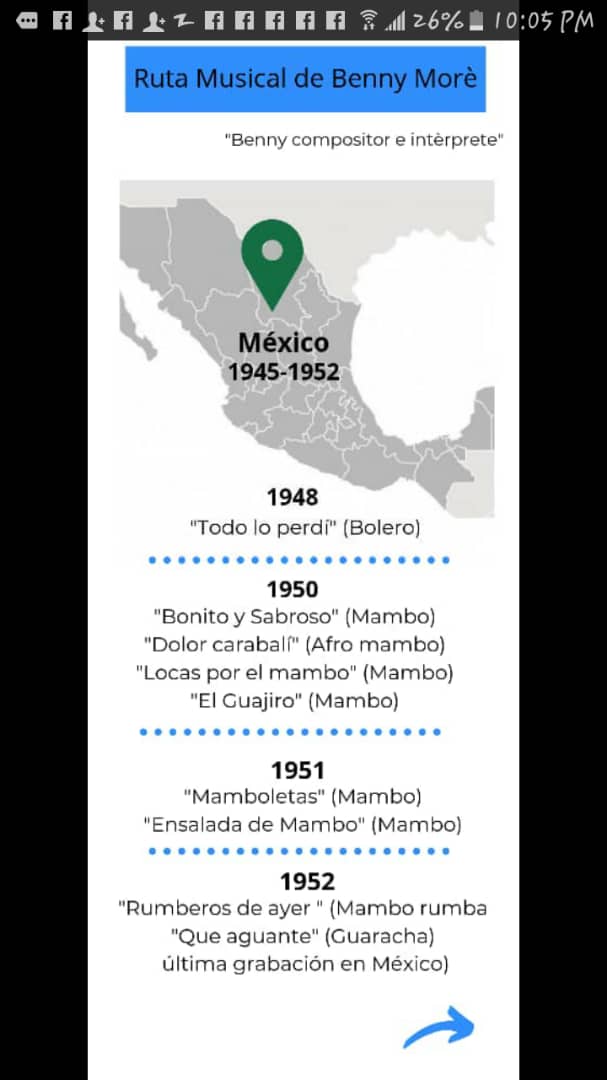 26% 10:05 PM
Ruta Musical de Benny Morè
"Benny compositor e intèrprete"
México
1945-1952
1948
"Todo lo perdí" (Bolero)
1950
"Bonito y Sabroso" (Mambo)
"Dolor carabalí" (Afro mambo)
"Locas por el mambo" (Mambo)
"El Guajiro" (Mambo)
1951
"Mamboletas" (Mambo)
"Ensalada de Mambo" (Mambo)
1952
"Rumberos de ayer " (Mambo rumba
"Que aguante" (Guaracha)
última grabación en México)